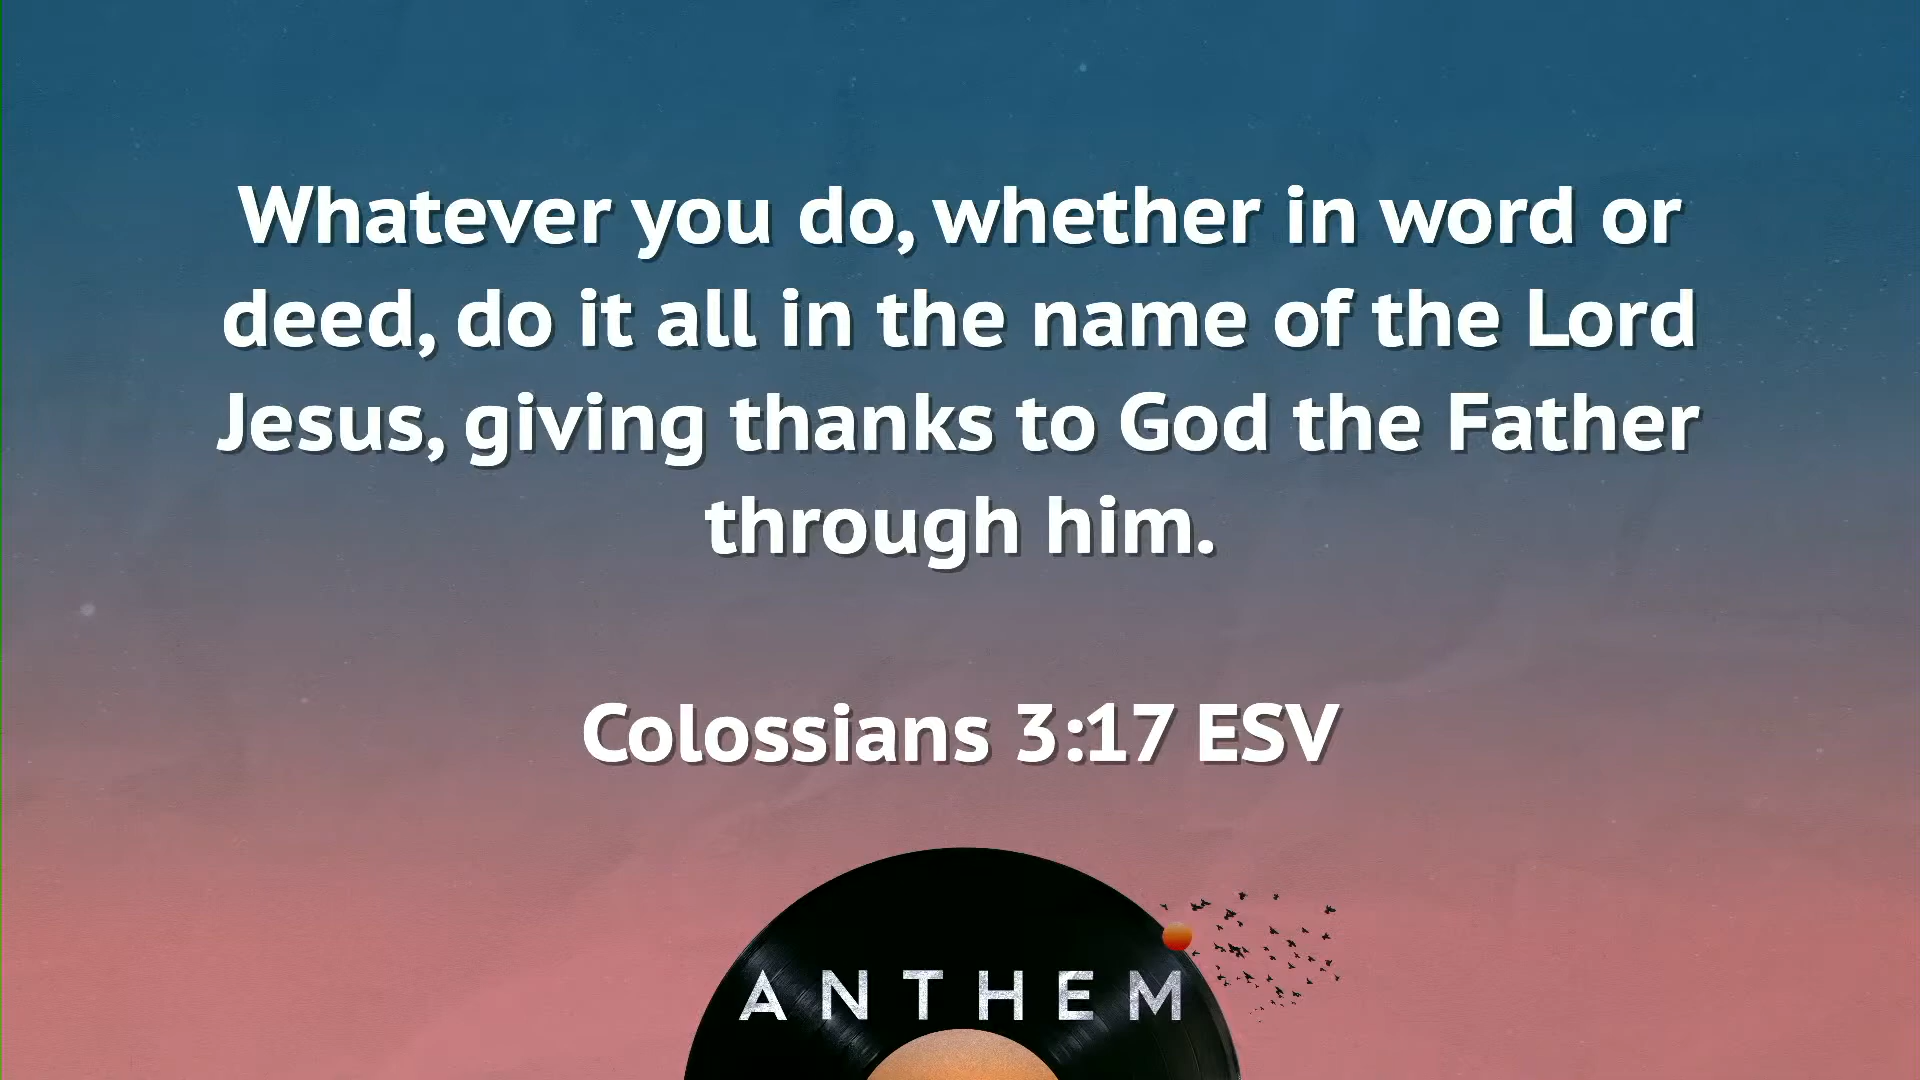 Whatever you do, whether in word or
deed, do it all in the name of the Lord
Jesus, giving thanks to God the Father
through him.
Colossians 3:17 ESV
ANTHEM